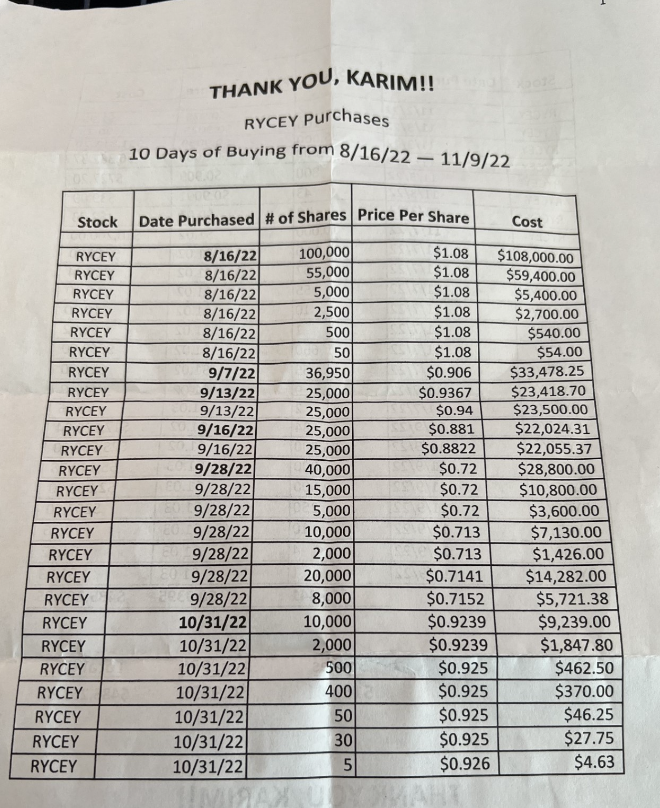 THANK YOU, KARIM!!
RYCEY Purchases
10 Days of Buying from 8/16/22 — 11/9/22
Stock Date Purchased # of Shares Price Per Share Cost
RYCEY 8/16/22 100,000 $1.08 $108,000.00
RYCEY 8/16/22 55,000 $1.08 $59,400.00
RYCEY 8/16/22 5,000 $1.08 $5,400.00
RYCEY 8/16/22 2,500 $1.08 $2,700.00
RYCEY 8/16/22 500 $1.08 $540.00
RYCEY 8/16/22 50 $1.08 $54.00
RYCEY 9/7/22 36,950 $0.906 $33,478.25
RYCEY 9/13/22 25,000 $0.9367 $23,418.70
RYCEY 9/13/22 25,000 $0.94 $23,500.00
RYCEY 9/16/22 25,000 $0.881 $22,024.31
RYCEY 9/16/22 25,000 $0.8822 $22,055.37
RYCEY 9/28/22 40,000 $0.72 $28,800.00
RYCEY 9/28/22 15,000 $0.72 $10,800.00
RYCEY 9/28/22 5,000 $0.72 $3,600.00
RYCEY 9/28/22 10,000 $0.713 $7,130.00
RYCEY 9/28/22 2,000 $0.713 $1,426.00
RYCEY 9/28/22 20,000 $0.7141 $14,282.00
RYCEY 9/28/22 8,000 $0.7152 $5,721.38
RYCEY 10/31/22 10,000 $0.9239 $9,239.00
RYCEY 10/31/22 2,000 $0.9239 $1,847.80
RYCEY 10/31/22 500 $0.925 $462.50
RYCEY 10/31/22 400 $0.925 $370.00
RYCEY 10/31/22 50 $0.925 $46.25
RYCEY 10/31/22 30 $0.925 $27.75
RYCEY 10/31/22 5 $0.926 $4.63